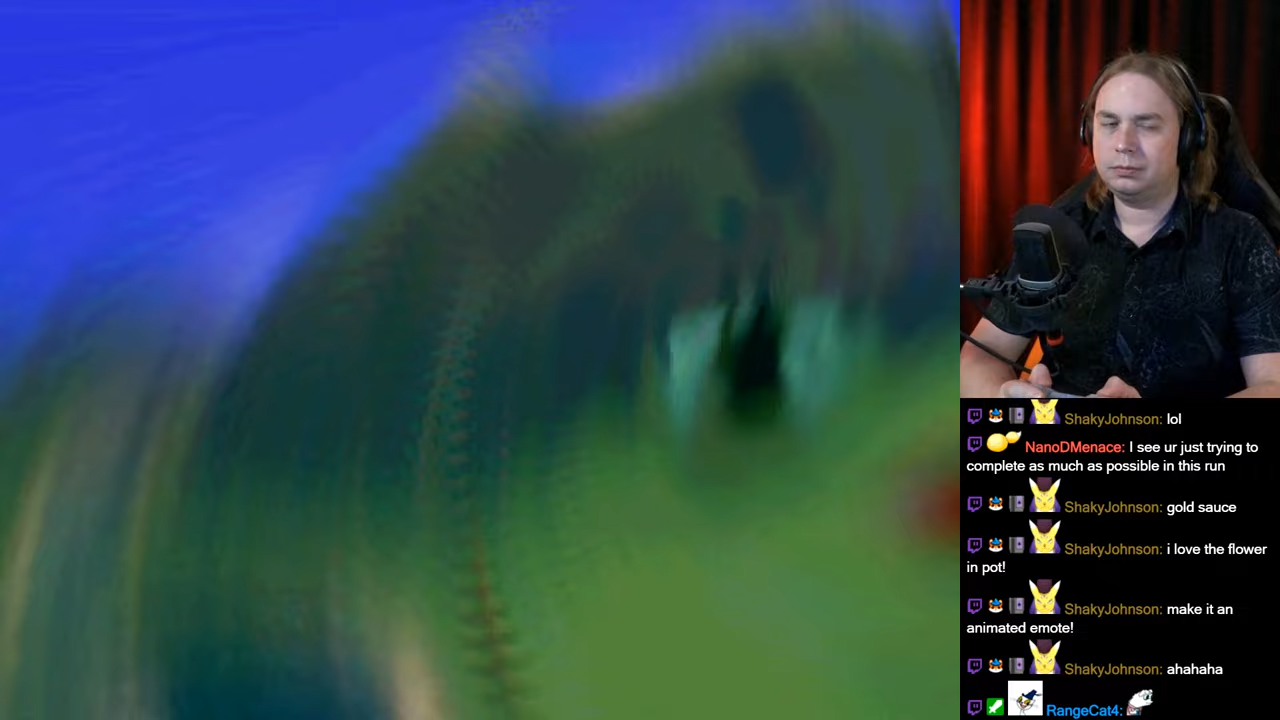 ShakyJohnson: lol
NanoDMenace: I see ur just trying to
complete as much as possible in this run
ShakyJohnson: gold sauce
ShakyJohnson: i love the flower
in pot!
ShakyJohnson: make it an
animated emote!
ShakyJohnson: ahahaha
RangeCat4: